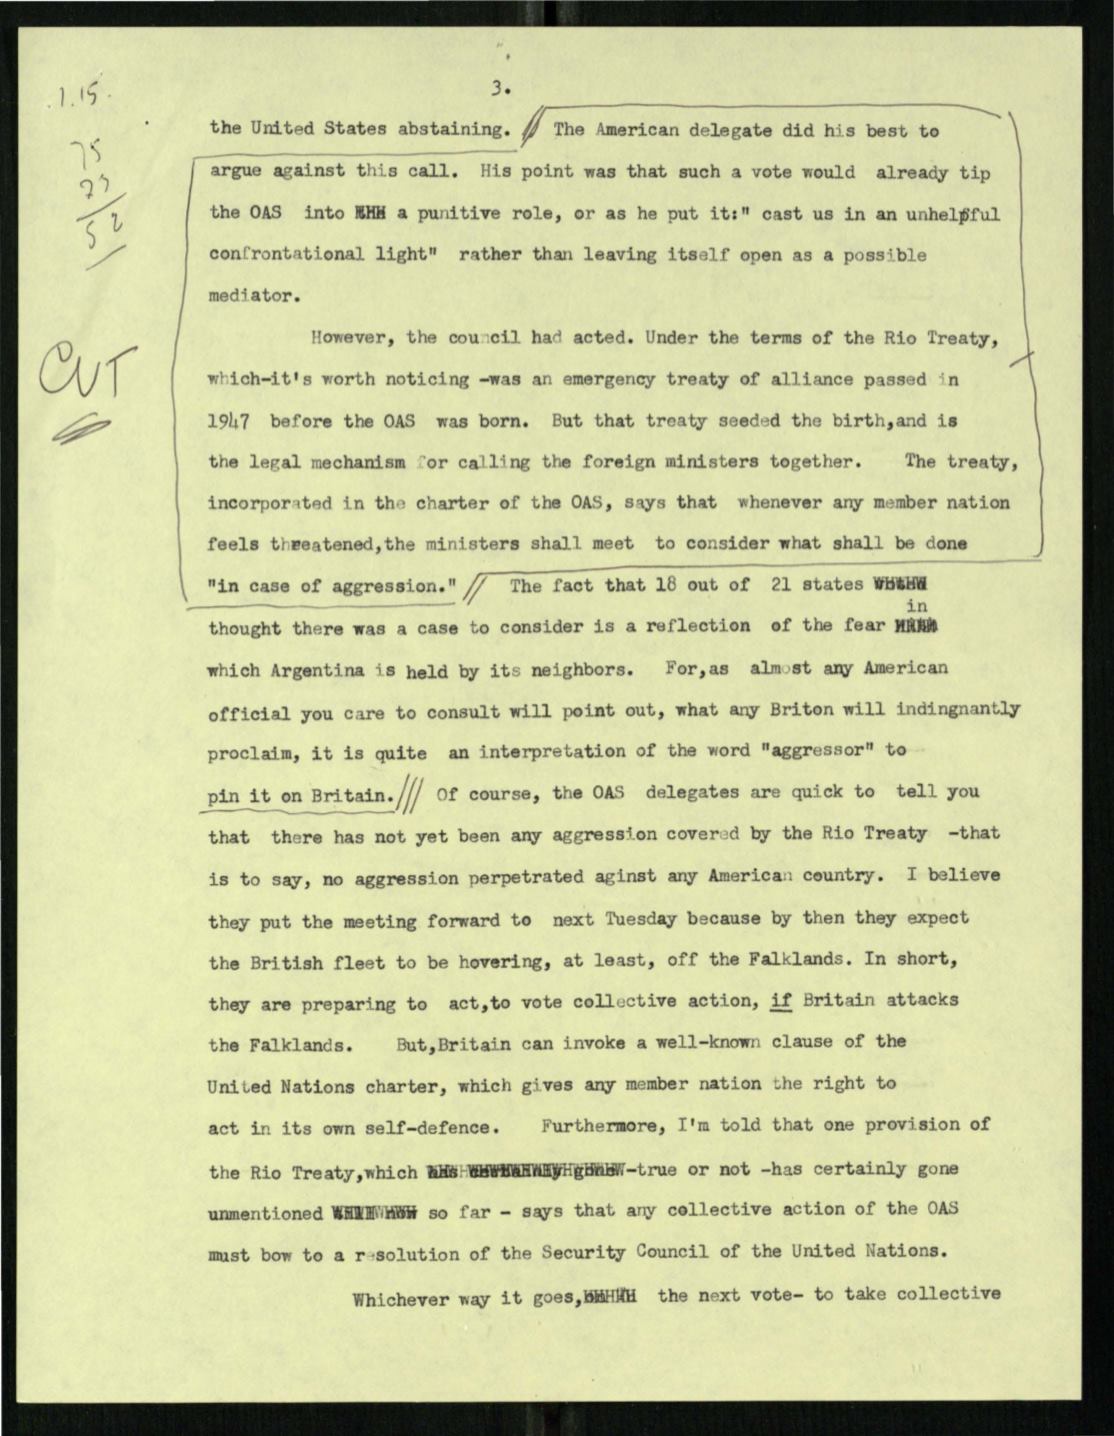 3.
.1.15.
75
75
52
CUT
the United States abstaining. // The American delegate did his best to
argue against this call. His point was that such a vote would already tip
the OAS into a punitive role, or as he put it:" cast us in an unhelpful
confrontational light" rather than leaving itself open as a possible
mediator.
However, the council had acted. Under the terms of the Rio Treaty,
which-it's worth noticing -was an emergency treaty of alliance passed in
1947 before the OAS was born. But that treaty seeded the birth,and is
the legal mechanism for calling the foreign ministers together. The treaty,
incorporated in the charter of the OAS, says that whenever any member nation
feels threatened,the ministers shall meet to consider what shall be done
"in case of aggression." // The fact that 18 out of 21 states
in
thought there was a case to consider is a reflection of the fear
which Argentina is held by its neighbors. For,as almost any American
official you care to consult will point out, what any Briton will indingnantly
proclaim, it is quite an interpretation of the word "aggressor" to
pin it on Britain./// Of course, the OAS delegates are quick to tell you
that there has not yet been any aggression covered by the Rio Treaty -that
is to say, no aggression perpetrated aginst any American country. I believe
they put the meeting forward to next Tuesday because by then they expect
the British fleet to be hovering, at least, off the Falklands. In short,
they are preparing to act,to vote collective action, if Britain attacks
the Falklands. But,Britain can invoke a well-known clause of the
United Nations charter, which gives any member nation the right to
act in its own self-defence. Furthermore, I'm told that one provision of
the Rio Treaty,which -true or not -has certainly gone
unmentioned so far - says that any collective action of the OAS
must bow to a resolution of the Security Council of the United Nations.
Whichever way it goes, the next vote- to take collective